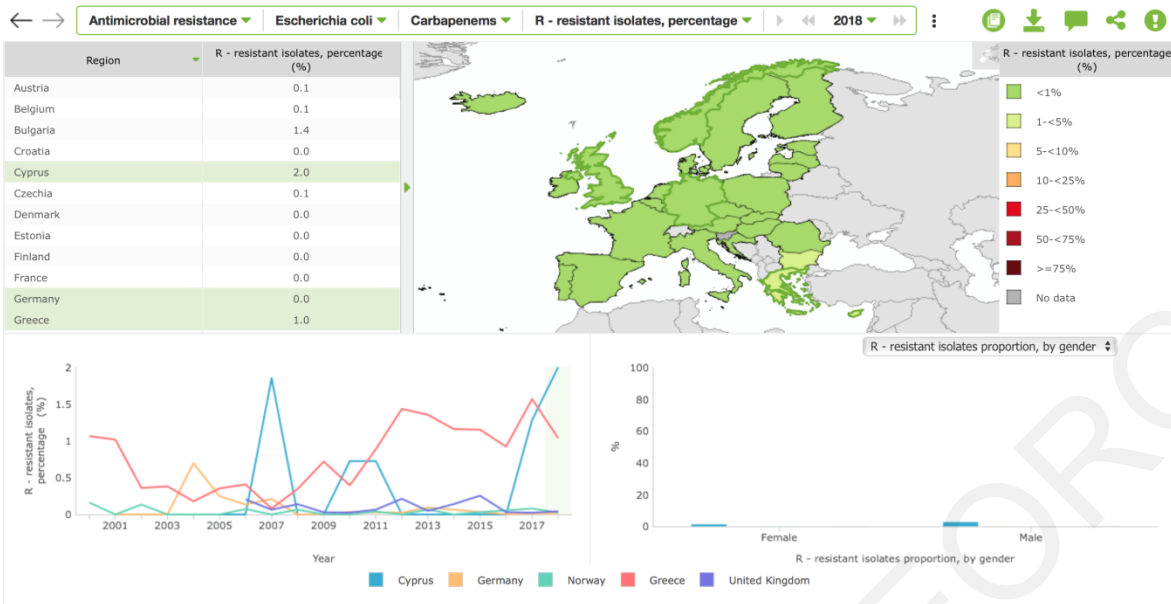 Antimicrobial resistance Escherichia coli Carbapenems R - resistant isolates, percentage 2018
Region R - resistant isolates, percentage (%)
Austria 0.1
Belgium 0.1
Bulgaria 1.4
Croatia 0.0
Cyprus 2.0
Czechia 0.1
Denmark 0.0
Estonia 0.0
Finland 0.0
France 0.0
Germany 0.0
Greece 1.0
R - resistant isolates, percentage
(%)
<1%
1-<5%
5-<10%
10-<25%
25-<50%
50-<75%
>=75%
No data
R - resistant isolates, percentage (%)
2
1.5
1
0.5
0
2001 2003 2005 2007 2009 2011 2013 2015 2017
Year
R - resistant isolates proportion, by gender
%
100
80
60
40
20
0
Female Male
R - resistant isolates proportion, by gender
Cyprus Germany Norway Greece United Kingdom